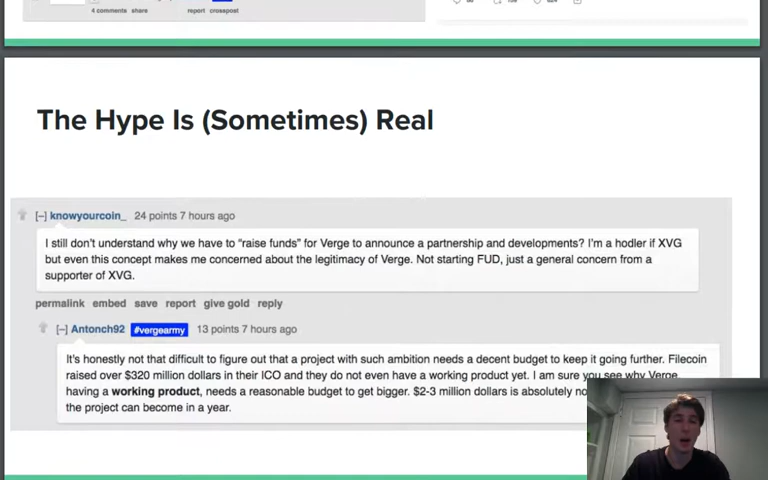 4 comments share report crosspost
The Hype Is (Sometimes) Real
[–] knowyourcoin_ 24 points 7 hours ago
I still don't understand why we have to "raise funds" for Verge to announce a partnership and developments? I'm a hodler if XVG
but even this concept makes me concerned about the legitimacy of Verge. Not starting FUD, just a general concern from a
supporter of XVG.
permalink embed save report give gold reply
[–] Antonch92 #vergearmy 13 points 7 hours ago
It's honestly not that difficult to figure out that a project with such ambition needs a decent budget to keep it going further. Filecoin
raised over $320 million dollars in their ICO and they do not even have a working product yet. I am sure you see why Verge,
having a working product, needs a reasonable budget to get bigger. $2-3 million dollars is absolutely
the project can become in a year.